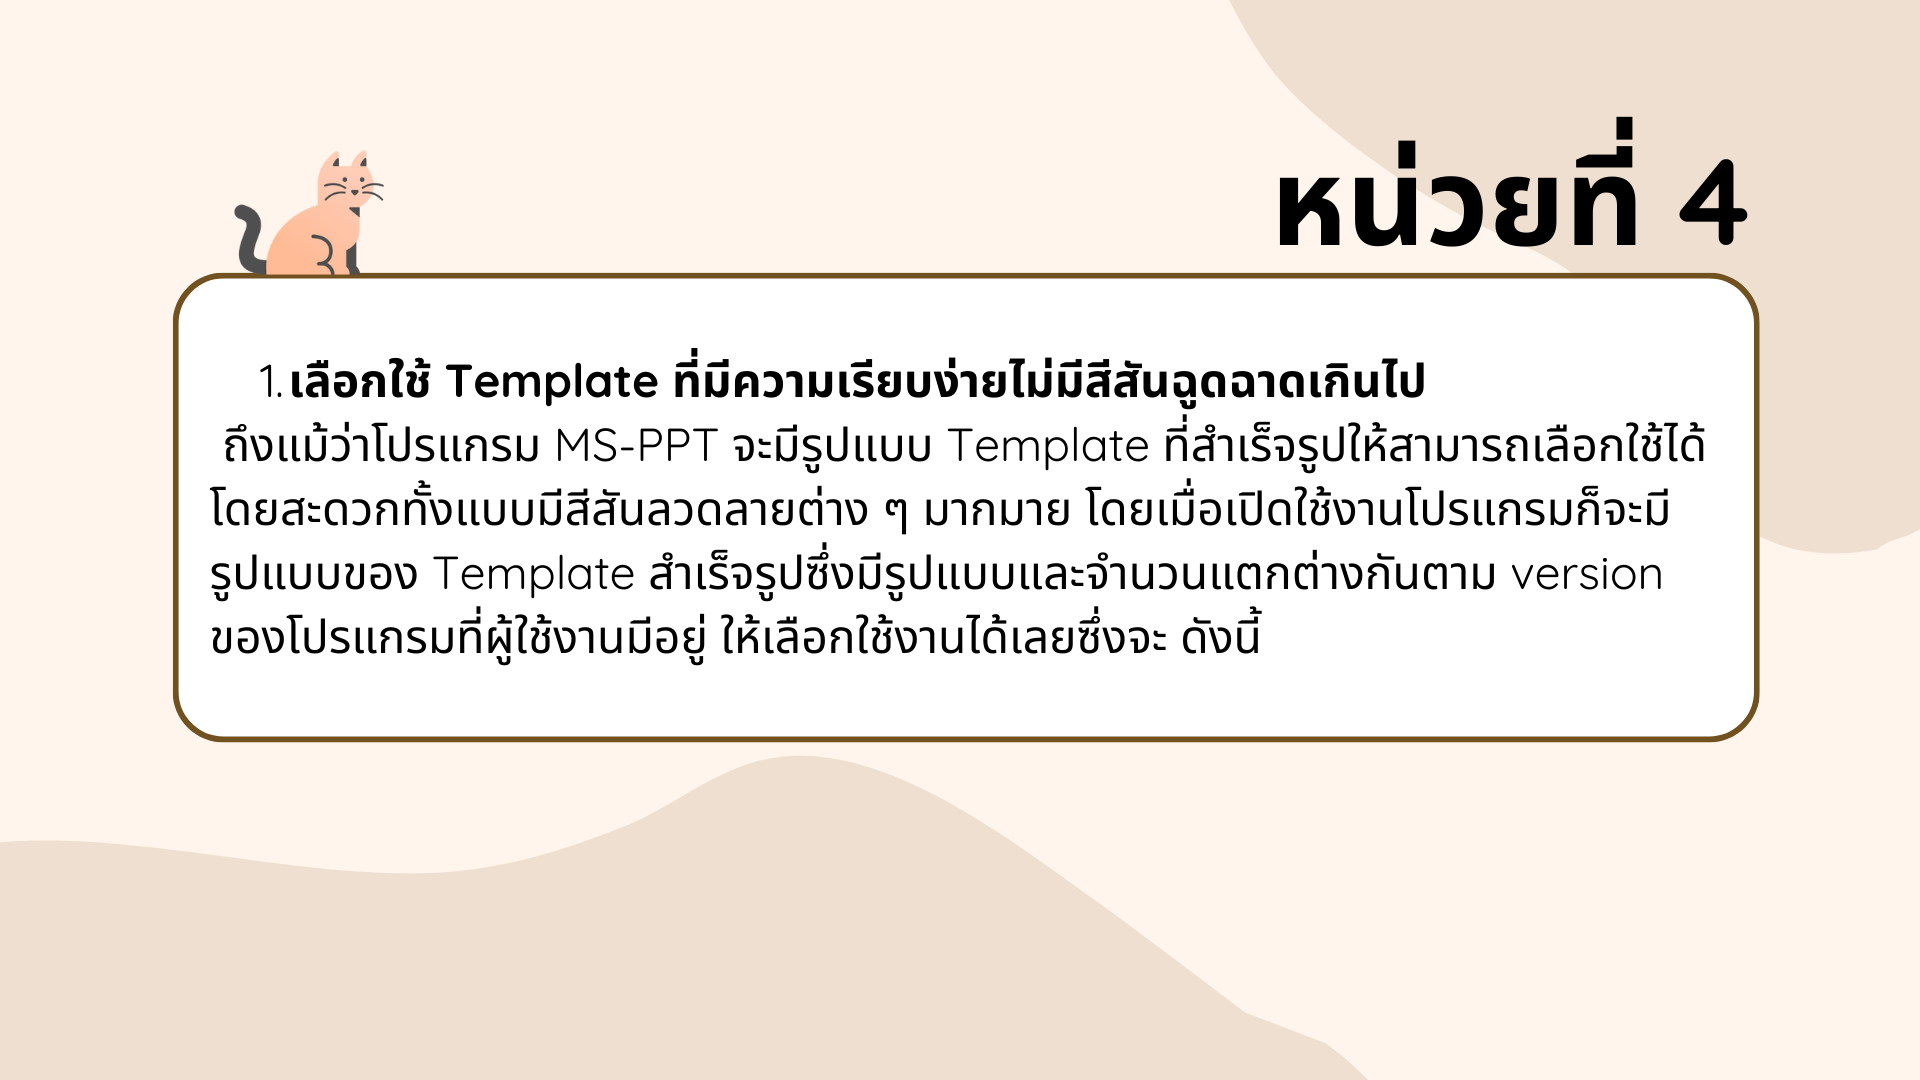 หน่วยที่ 4
1. เลือกใช้ Template ที่มีความเรียบง่ายไม่มีสีสันฉูดฉาดเกินไป
ถึงแม้ว่าโปรแกรม MS-PPT จะมีรูปแบบ Template ที่สำเร็จรูปให้สามารถเลือกใช้ได้
โดยสะดวกทั้งแบบมีสีสันลวดลายต่าง ๆ มากมาย โดยเมื่อเปิดใช้งานโปรแกรมก็จะมี
รูปแบบของ Template สำเร็จรูปซึ่งมีรูปแบบและจำนวนแตกต่างกันตาม version
ของโปรแกรมที่ผู้ใช้งานมีอยู่ ให้เลือกใช้งานได้เลยซึ่งจะ ดังนี้